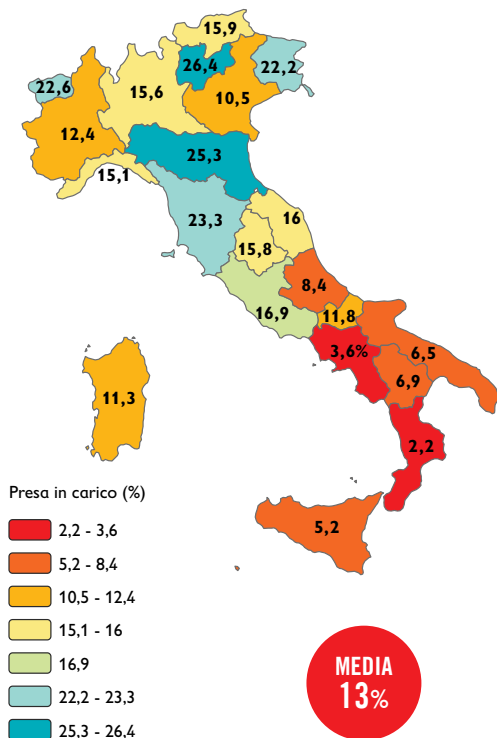 15,9
26,4
22,2
22,6
15,6
10,5
12,4
25,3
15,1
23,3
16
15,8
8,4
16,9
11,8
3,6%
6,5
6,9
11,3
2,2
5,2
Presa in carico (%)
2,2 - 3,6
5,2 - 8,4
10,5 - 12,4
15,1 - 16
16,9
22,2 - 23,3
25,3 - 26,4
MEDIA
13%